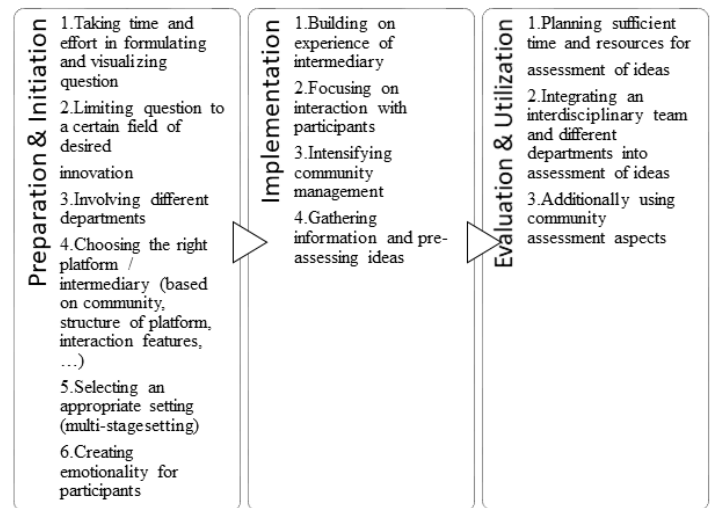 Preparation & Initiation
1.Taking time and
effort in formulating
and visualizing
question
2.Limiting question to
a certain field of
desired
innovation
3.Involving different
departments
4.Choosing the right
platform /
intermediary (based
on community,
structure of platform,
interaction features,
…)
5.Selecting an
appropriate setting
(multi-stage setting)
6.Creating
emotionality for
participants
Implementation
1.Building on
experience of
intermediary
2.Focusing on
interaction with
participants
3.Intensifying
community
management
4.Gathering
information and pre-
assessing ideas
Evaluation & Utilization
1.Planning sufficient
time and resources for
assessment of ideas
2.Integrating an
interdisciplinary team
and different
departments into
assessment of ideas
3.Additionally using
community
assessment aspects